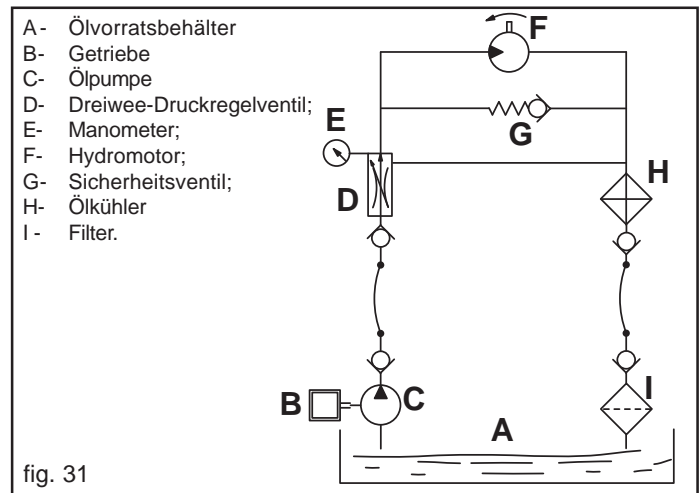 A- Ölvorratsbehälter
B- Getriebe
C- Ölpumpe
D- Dreiwee-Druckregelventil;
E- Manometer;
F- Hydromotor;
G- Sicherheitsventil;
H- Ölkühler
I - Filter.
F
E
G
H
D
B
C
I
A
fig. 31